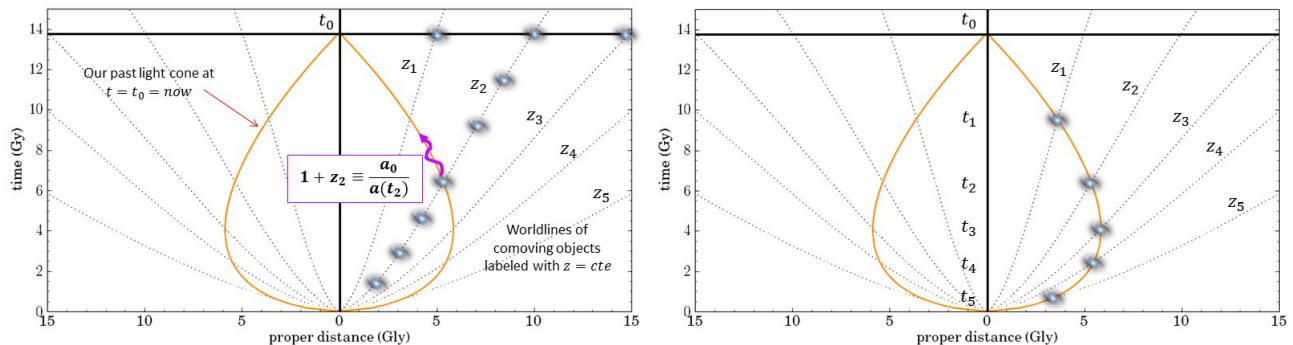 t₀
14
12
10
8
6
4
2
0
time (Gy)
Our past light cone at
t = t₀ = now
z₁
z₂
z₃
z₄
z₅
1 + z₂ ≡ a₀ / a(t₂)
Worldlines of
comoving objects
labeled with z = cte
15 10 5 0 5 10 15
proper distance (Gly)
t₀
14
12
10
8
6
4
2
0
time (Gy)
z₁
z₂
z₃
z₄
z₅
t₁
t₂
t₃
t₄
t₅
15 10 5 0 5 10 15
proper distance (Gly)